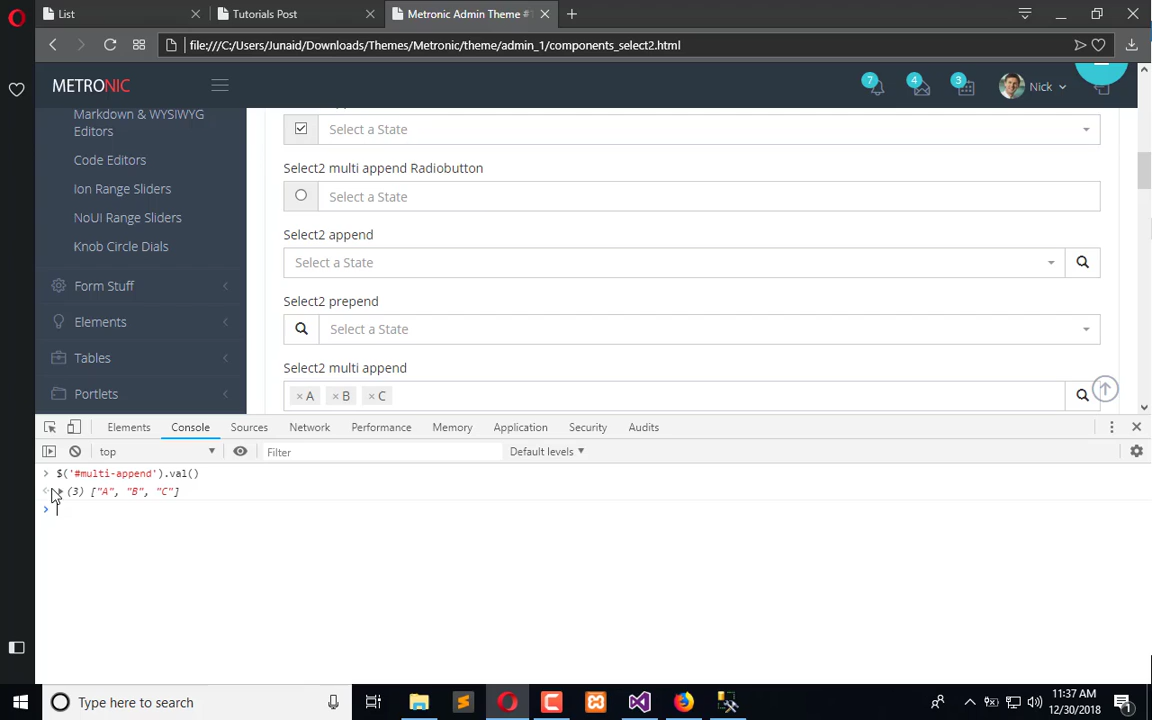 List
Tutorials Post
Metronic Admin Theme #
file:///C:/Users/Junaid/Downloads/Themes/Metronic/theme/admin_1/components_select2.html
METRONIC
7
4
3
Nick
Markdown & WYSIWYG
Editors
Code Editors
Ion Range Sliders
NoUI Range Sliders
Knob Circle Dials
Form Stuff
Elements
Tables
Portlets
Select a State
Select2 multi append Radiobutton
Select a State
Select2 append
Select a State
Select2 prepend
Select a State
Select2 multi append
× A × B × C
Elements Console Sources Network Performance Memory Application Security Audits
top Filter Default levels
$('#multi-append').val()
(3) ["A", "B", "C"]
Type here to search
11:37 AM
12/30/2018
1